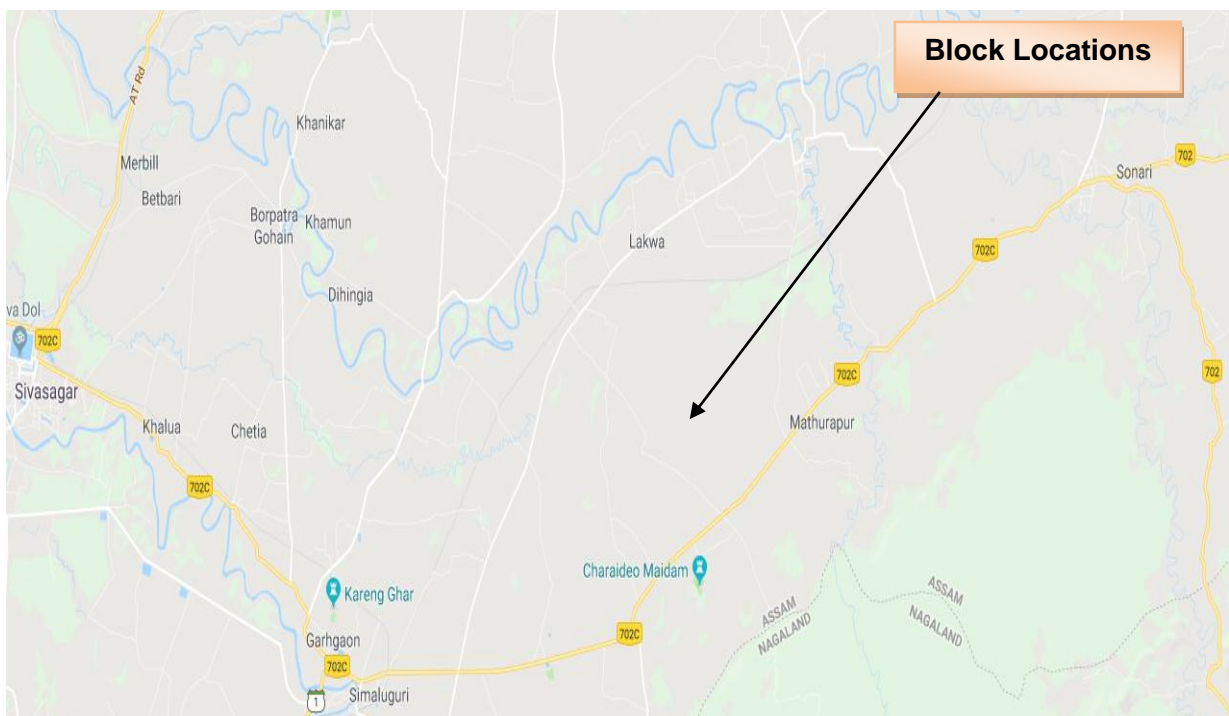 Block Locations
AT Rd
Khanikar
Merbill
Betbari
702
Sonari
Borpatra
Gohain
Khamun
Lakwa
702C
Dihingia
va Dol
702C
702C
702
Sivasagar
Khalua
Chetia
Mathurapur
702C
Charaideo Maidam
Kareng Ghar
ASSAM
NAGALAND
ASSAM
NAGALAND
702C
Garhgaon
702C
1
Simaluguri